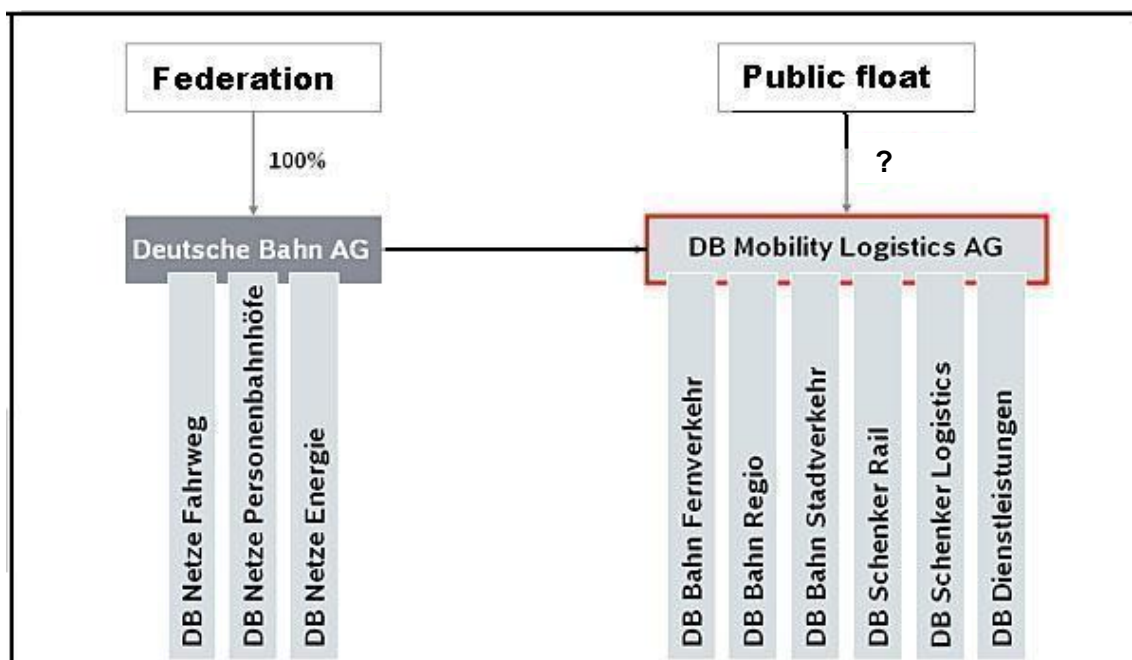 Federation
Public float
100%
?
Deutsche Bahn AG
DB Mobility Logistics AG
DB Netze Fahrweg
DB Netze Personenbahnhöfe
DB Netze Energie
DB Bahn Fernverkehr
DB Bahn Regio
DB Bahn Stadtverkehr
DB Schenker Rail
DB Schenker Logistics
DB Dienstleistungen